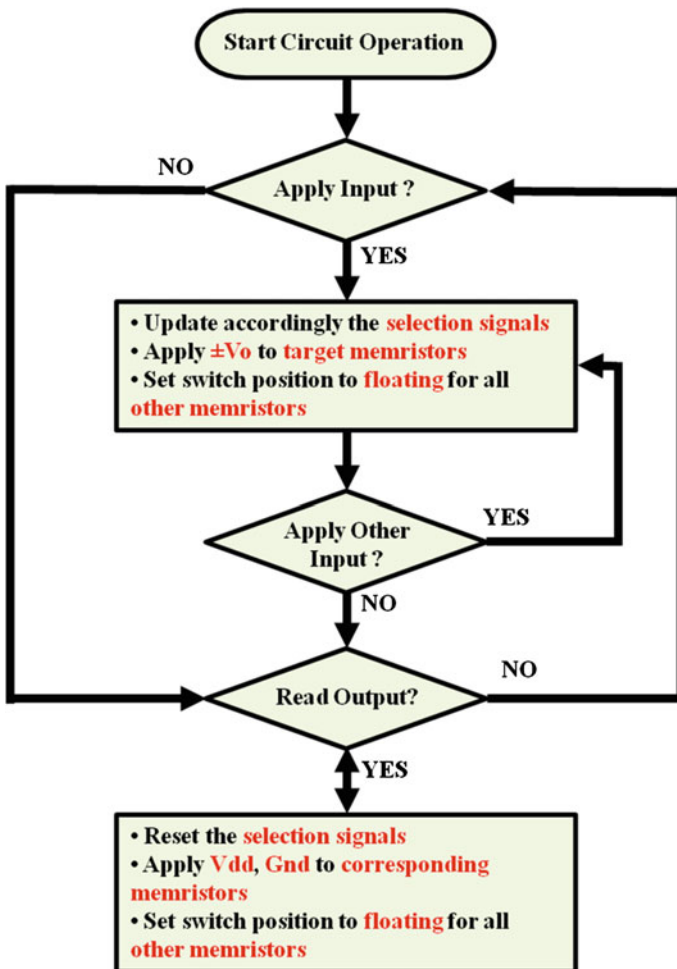 Start Circuit Operation
NO
Apply Input ?
YES
• Update accordingly the selection signals
• Apply ±Vo to target memristors
• Set switch position to floating for all
other memristors
Apply Other
Input ?
YES
NO
Read Output?
NO
YES
• Reset the selection signals
• Apply Vdd, Gnd to corresponding
memristors
• Set switch position to floating for all
other memristors